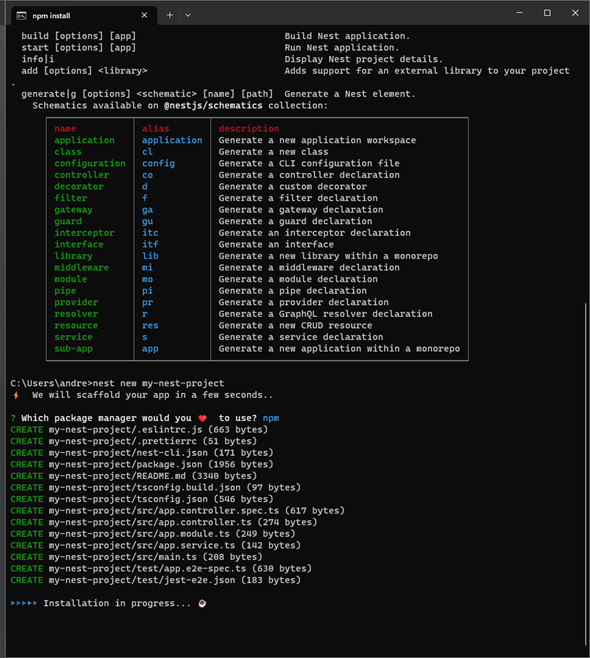 npm install
build [options] [app] Build Nest application.
start [options] [app] Run Nest application.
info|i Display Nest project details.
add [options] <library> Adds support for an external library to your project
.
generate|g [options] <schematic> [name] [path] Generate a Nest element.
Schematics available on @nestjs/schematics collection:
name alias description
application application Generate a new application workspace
class cl Generate a new class
configuration config Generate a CLI configuration file
controller co Generate a controller declaration
decorator d Generate a custom decorator
filter f Generate a filter declaration
gateway ga Generate a gateway declaration
guard gu Generate a guard declaration
interceptor itc Generate an interceptor declaration
interface itf Generate an interface
library lib Generate a new library within a monorepo
middleware mi Generate a middleware declaration
module mo Generate a module declaration
pipe pi Generate a pipe declaration
provider pr Generate a provider declaration
resolver r Generate a GraphQL resolver declaration
resource res Generate a new CRUD resource
service s Generate a service declaration
sub-app app Generate a new application within a monorepo
C:\Users\andre>nest new my-nest-project
⚡ We will scaffold your app in a few seconds..
? Which package manager would you ❤️ to use? npm
CREATE my-nest-project/.eslintrc.js (663 bytes)
CREATE my-nest-project/.prettierrc (51 bytes)
CREATE my-nest-project/nest-cli.json (171 bytes)
CREATE my-nest-project/package.json (1956 bytes)
CREATE my-nest-project/README.md (3340 bytes)
CREATE my-nest-project/tsconfig.build.json (97 bytes)
CREATE my-nest-project/tsconfig.json (546 bytes)
CREATE my-nest-project/src/app.controller.spec.ts (617 bytes)
CREATE my-nest-project/src/app.controller.ts (274 bytes)
CREATE my-nest-project/src/app.module.ts (249 bytes)
CREATE my-nest-project/src/app.service.ts (142 bytes)
CREATE my-nest-project/src/main.ts (208 bytes)
CREATE my-nest-project/test/app.e2e-spec.ts (630 bytes)
CREATE my-nest-project/test/jest-e2e.json (183 bytes)
▹▹▹▹▹ Installation in progress... ☕